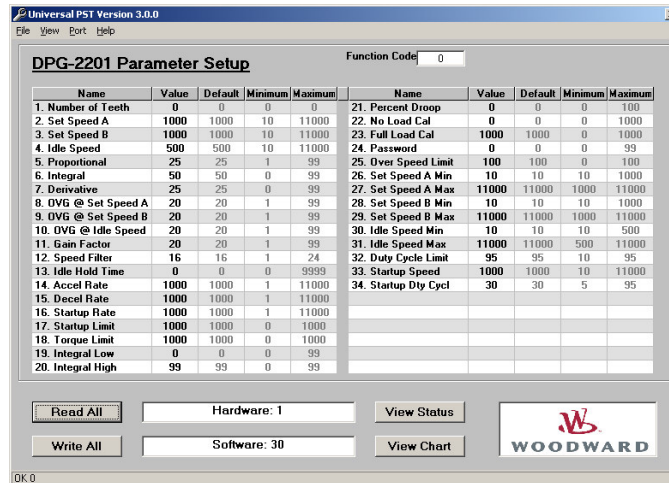 Universal PST Version 3.0.0
File View Port Help
DPG-2201 Parameter Setup
Function Code 0
Name Value Default Minimum Maximum Name Value Default Minimum Maximum
1. Number of Teeth 0 0 0 0 21. Percent Droop 0 0 0 100
2. Set Speed A 1000 1000 10 11000 22. No Load Cal 0 0 0 1000
3. Set Speed B 1000 1000 10 11000 23. Full Load Cal 1000 1000 0 1000
4. Idle Speed 500 500 10 11000 24. Password 0 0 0 99
5. Proportional 25 25 1 99 25. Over Speed Limit 100 100 0 100
6. Integral 50 50 0 99 26. Set Speed A Min 10 10 10 1000
7. Derivative 25 25 0 99 27. Set Speed A Max 11000 11000 1000 11000
8. OVG @ Set Speed A 20 20 1 99 28. Set Speed B Min 10 10 10 1000
9. OVG @ Set Speed B 20 20 1 99 29. Set Speed B Max 11000 11000 1000 11000
10. OVG @ Idle Speed 20 20 1 99 30. Idle Speed Min 10 10 10 500
11. Gain Factor 20 20 1 99 31. Idle Speed Max 11000 11000 500 11000
12. Speed Filter 16 16 1 24 32. Duty Cycle Limit 95 95 10 95
13. Idle Hold Time 0 0 0 9999 33. Startup Speed 1000 1000 10 11000
14. Accel Rate 1000 1000 1 11000 34. Startup Dty Cycl 30 30 5 95
15. Decel Rate 1000 1000 1 11000
16. Startup Rate 1000 1000 1 11000
17. Startup Limit 1000 1000 0 1000
18. Torque Limit 1000 1000 0 1000
19. Integral Low 0 0 0 99
20. Integral High 99 99 0 99
Read All Hardware: 1 View Status
Write All Software: 30 View Chart
WOODWARD
OK 0